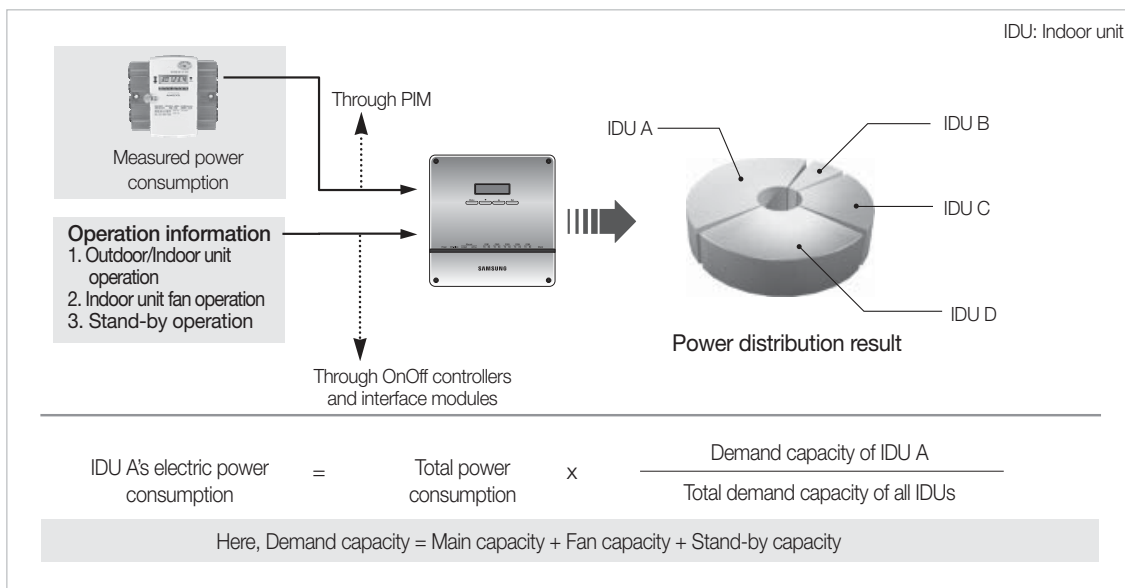 IDU: Indoor unit
Through PIM
Measured power
consumption
Operation information
1. Outdoor/Indoor unit
operation
2. Indoor unit fan operation
3. Stand-by operation
SAMSUNG
Through OnOff controllers
and interface modules
IDU A
IDU B
IDU C
IDU D
Power distribution result
IDU A's electric power
consumption
=
Total power
consumption
x
Demand capacity of IDU A
Total demand capacity of all IDUs
Here, Demand capacity = Main capacity + Fan capacity + Stand-by capacity